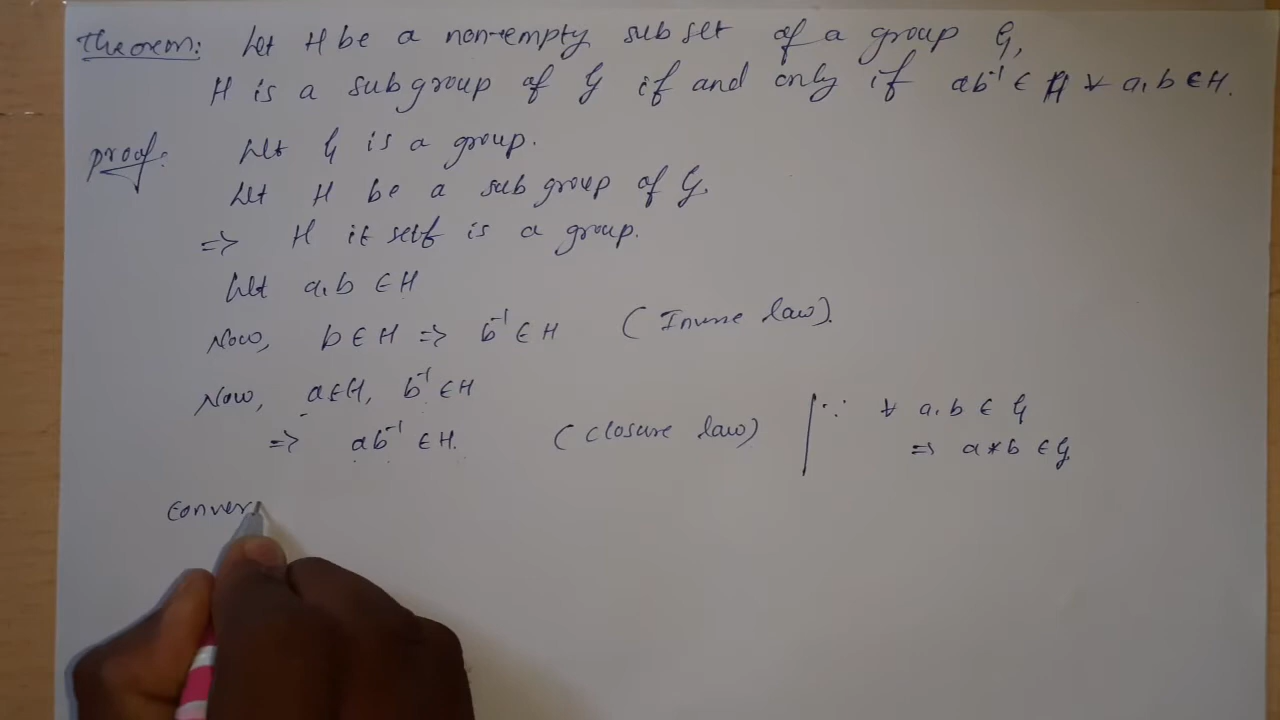 Theorem: Let H be a non-empty subset of a group G,
H is a subgroup of G if and only if ab⁻¹ ∈ H ∀ a,b ∈ H.
Proof: Let G is a group.
Let H be a sub group of G.
=> H it self is a group.
Let a,b ∈ H
Now, b ∈ H => b⁻¹ ∈ H (Inverse law).
Now, a ∈ H, b⁻¹ ∈ H
=> ab⁻¹ ∈ H. (closure law) | ∵ ∀ a,b ∈ G
=> a*b ∈ G
Conver